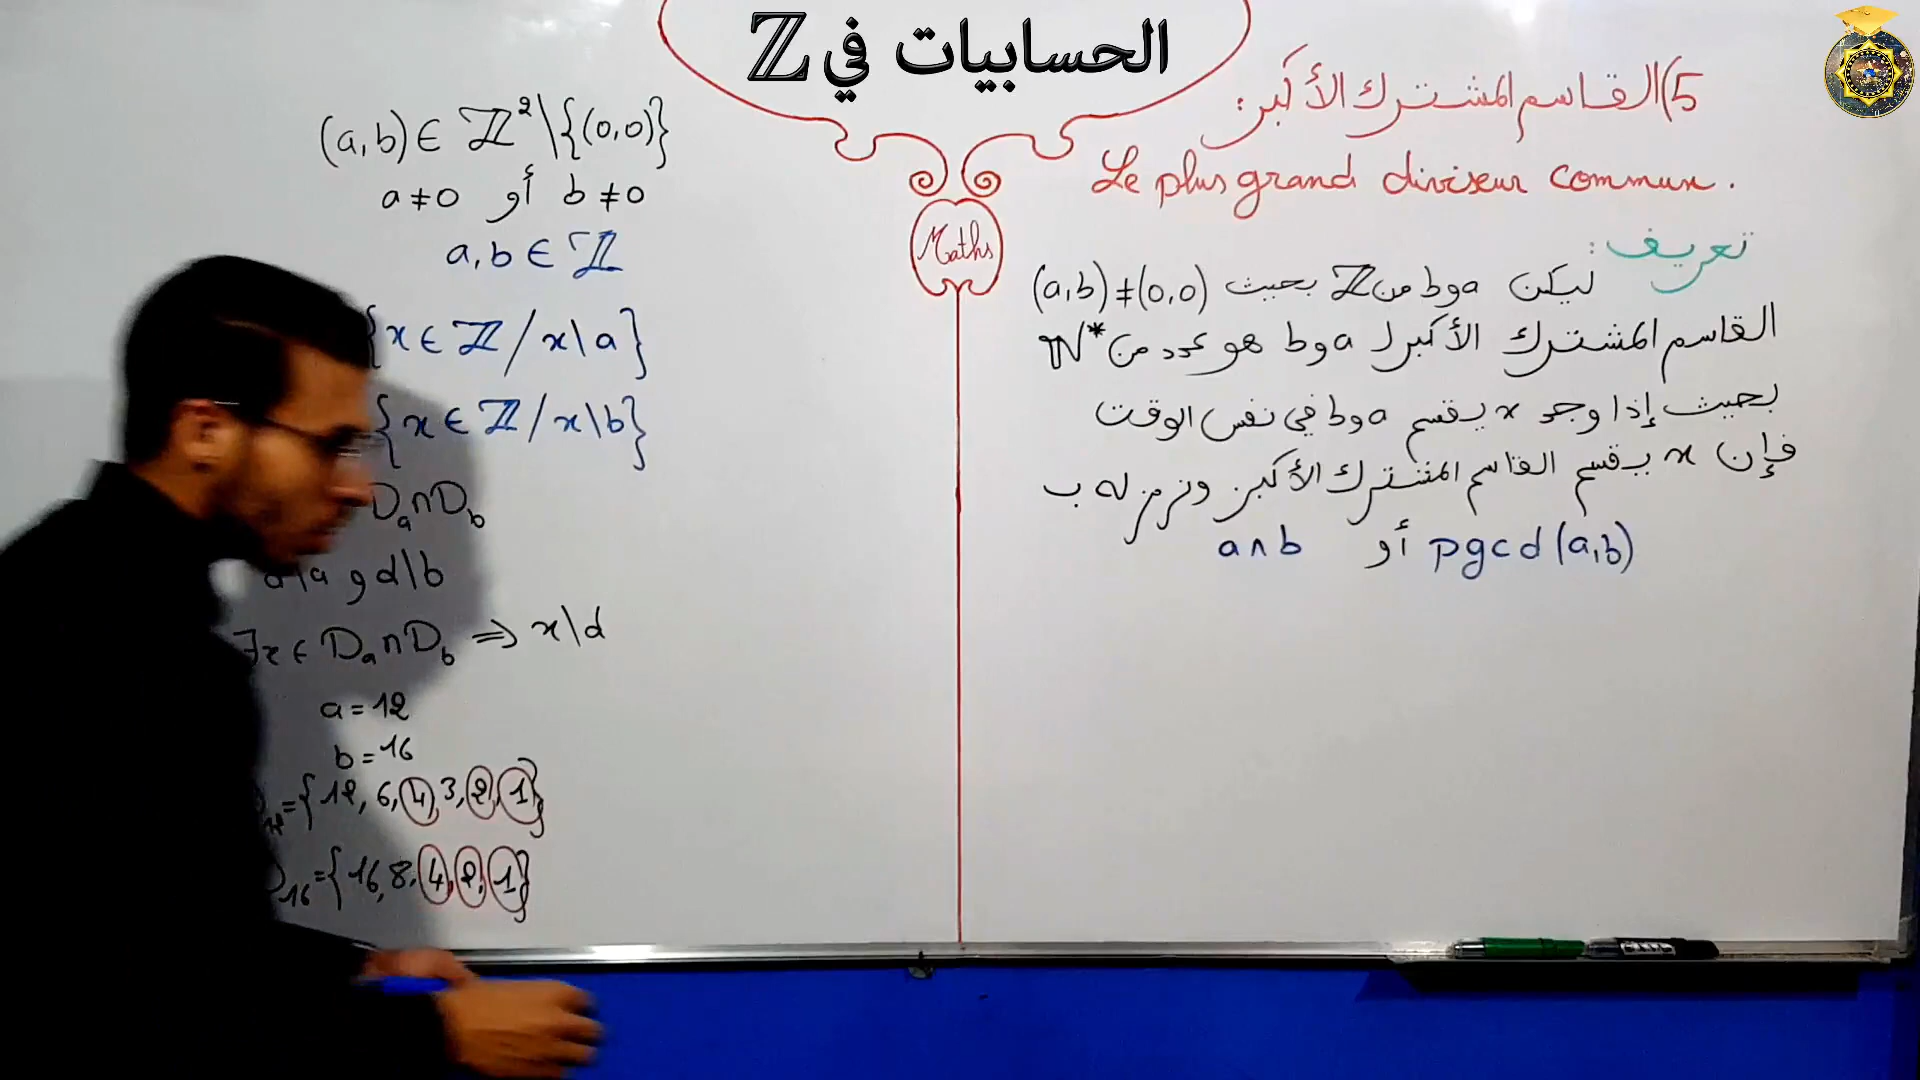 الحسابيات في ℤ
5) القاسم المشترك الأكبر:
Le plus grand diviseur commun.
تعريف:
ليكن a و b من ℤ بحيث (a,b) ≠ (0,0)
القاسم المشترك الأكبر ل a و b هو عدد من ℕ*
بحيث إذا وجد x يقسم a و b في نفس الوقت
فإن x يقسم القاسم المشترك الأكبر ونرمز له ب
pgcd(a,b) أو a∧b
Maths
(a,b) ∈ ℤ²\{(0,0)}
a≠0 أو b≠0
a,b ∈ ℤ
{x ∈ ℤ / x\a}
{x ∈ ℤ / x\b}
Da∩Db
d\a و d\b
∃x ∈ Da∩Db ⇒ x\d
a = 12
b = 16
={12, 6, 4, 3, 2, 1}
D16={16, 8, 4, 2, 1}